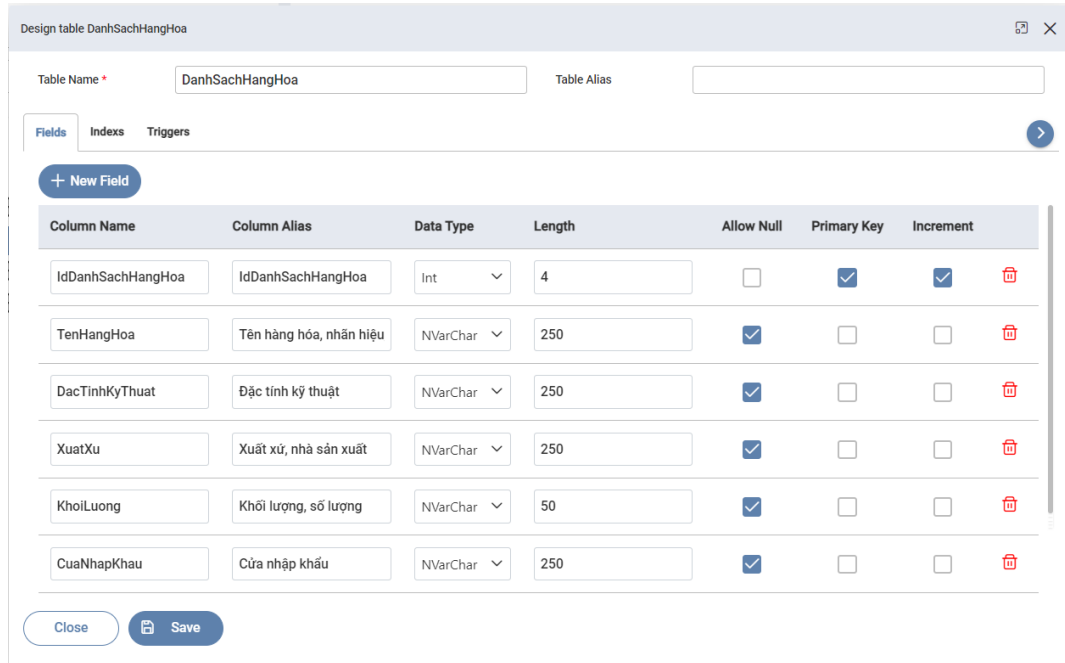 Design table DanhSachHangHoa
Table Name * DanhSachHangHoa Table Alias
Fields Indexs Triggers
+ New Field
Column Name Column Alias Data Type Length Allow Null Primary Key Increment
IdDanhSachHangHoa IdDanhSachHangHoa Int 4
TenHangHoa Tên hàng hóa, nhãn hiệu NVarChar 250
DacTinhKyThuat Đặc tính kỹ thuật NVarChar 250
XuatXu Xuất xứ, nhà sản xuất NVarChar 250
KhoiLuong Khối lượng, số lượng NVarChar 50
CuaNhapKhau Cửa nhập khẩu NVarChar 250
Close Save